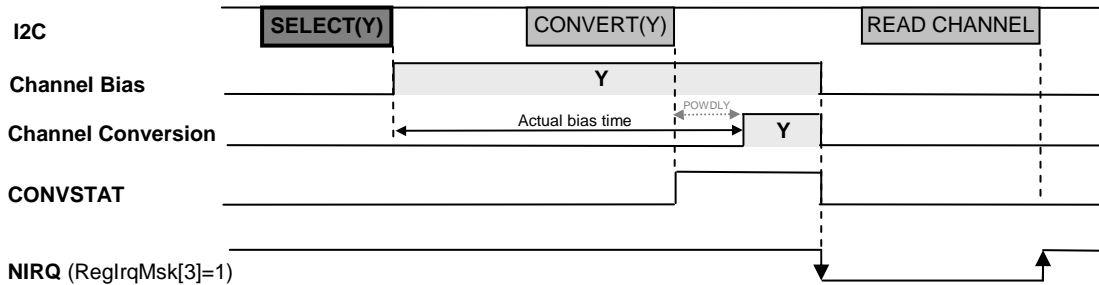 I2C SELECT(Y) CONVERT(Y) READ CHANNEL
Channel Bias Y
POWDLY
Channel Conversion Actual bias time Y
CONVSTAT
NIRQ (RegIrqMsk[3]=1)